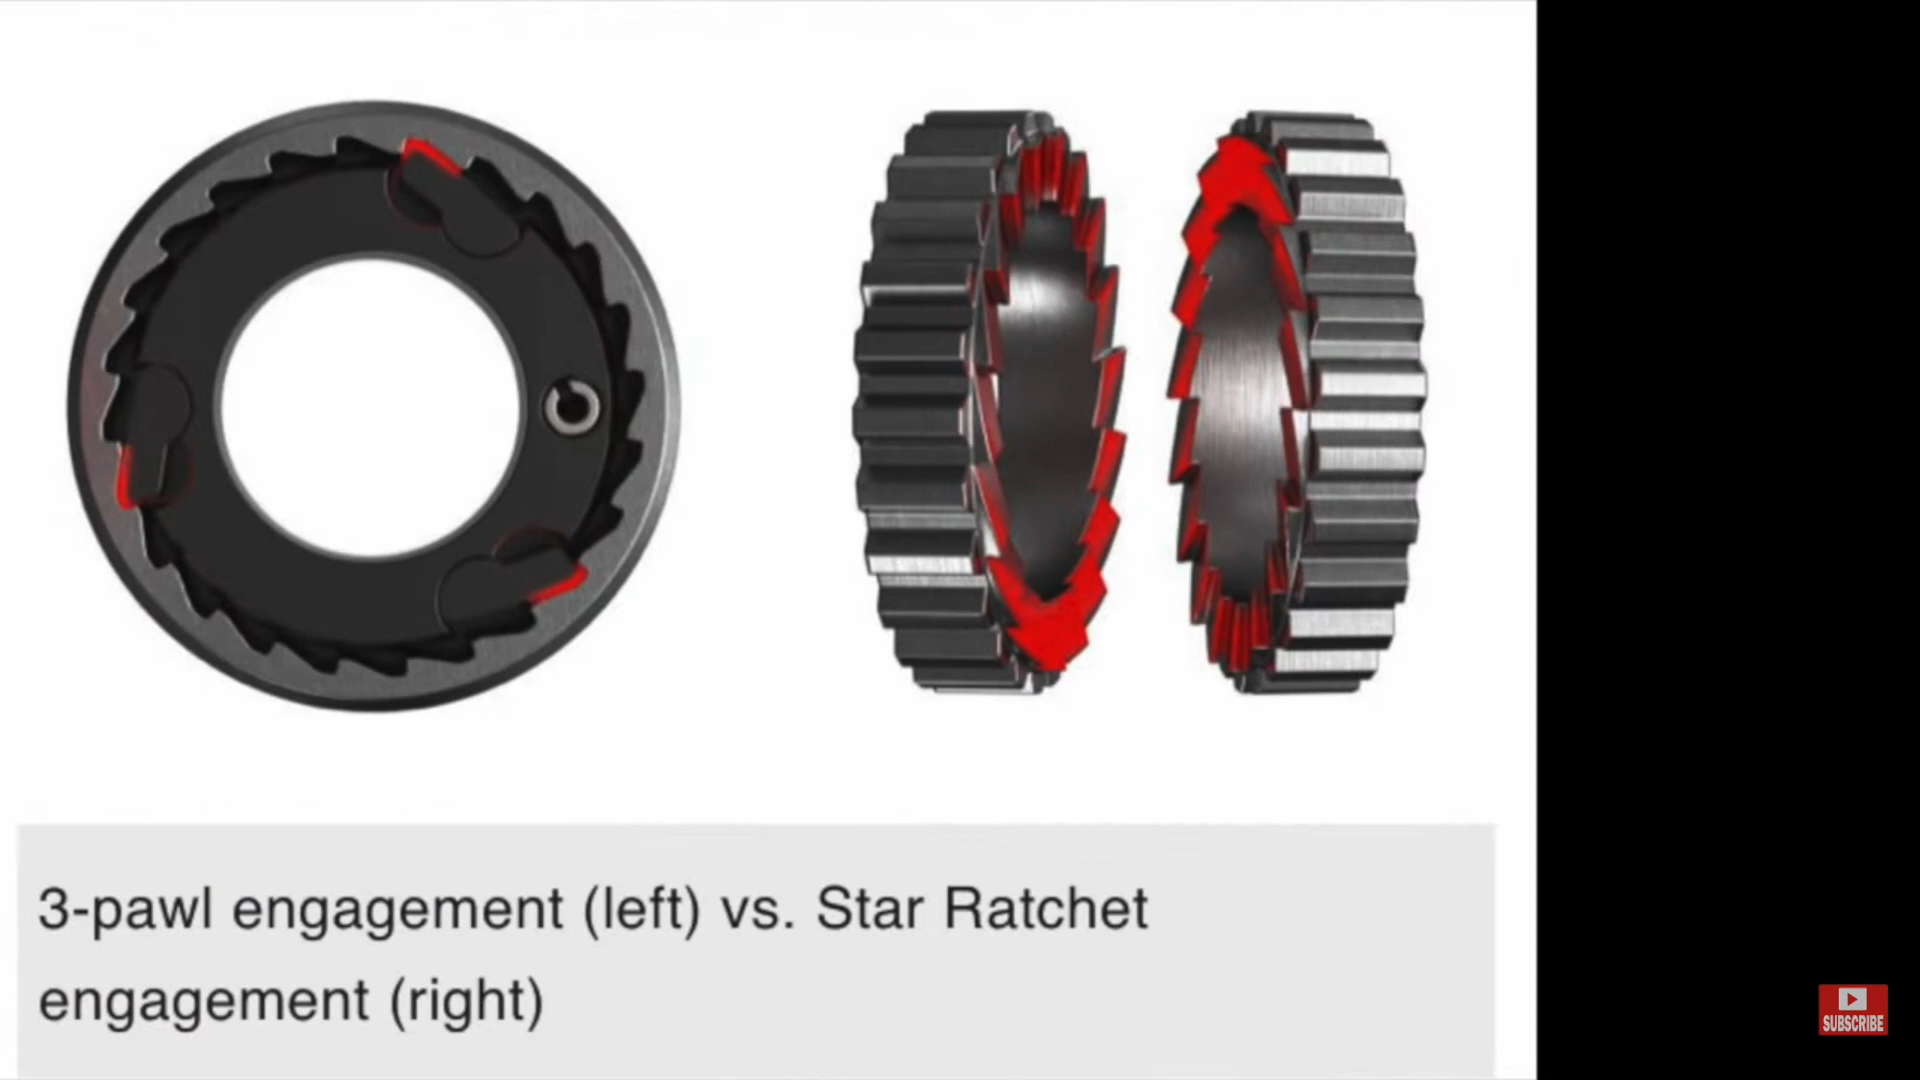 3-pawl engagement (left) vs. Star Ratchet
engagement (right)
SUBSCRIBE